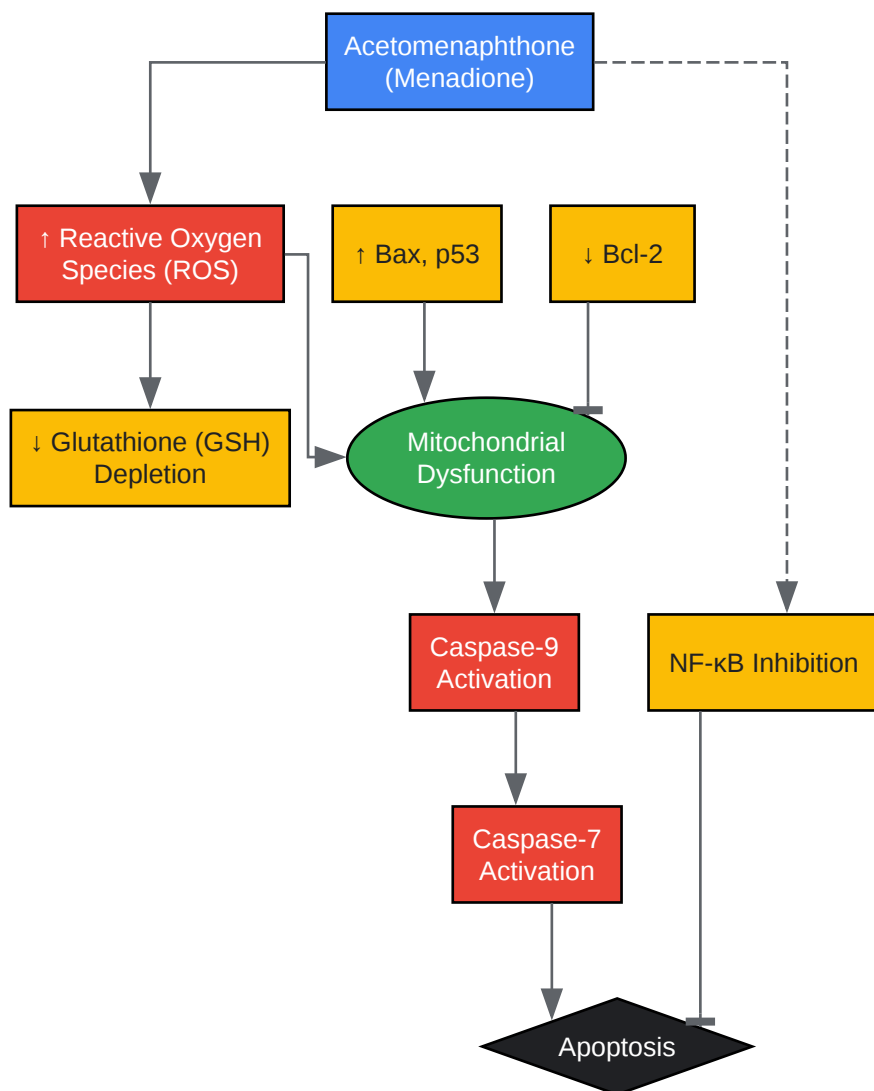 Acetomenaphthone
(Menadione)
↑ Reactive Oxygen
Species (ROS)
↑ Bax, p53
↓ Bcl-2
↓ Glutathione (GSH)
Depletion
Mitochondrial
Dysfunction
Caspase-9
Activation
NF-κB Inhibition
Caspase-7
Activation
Apoptosis